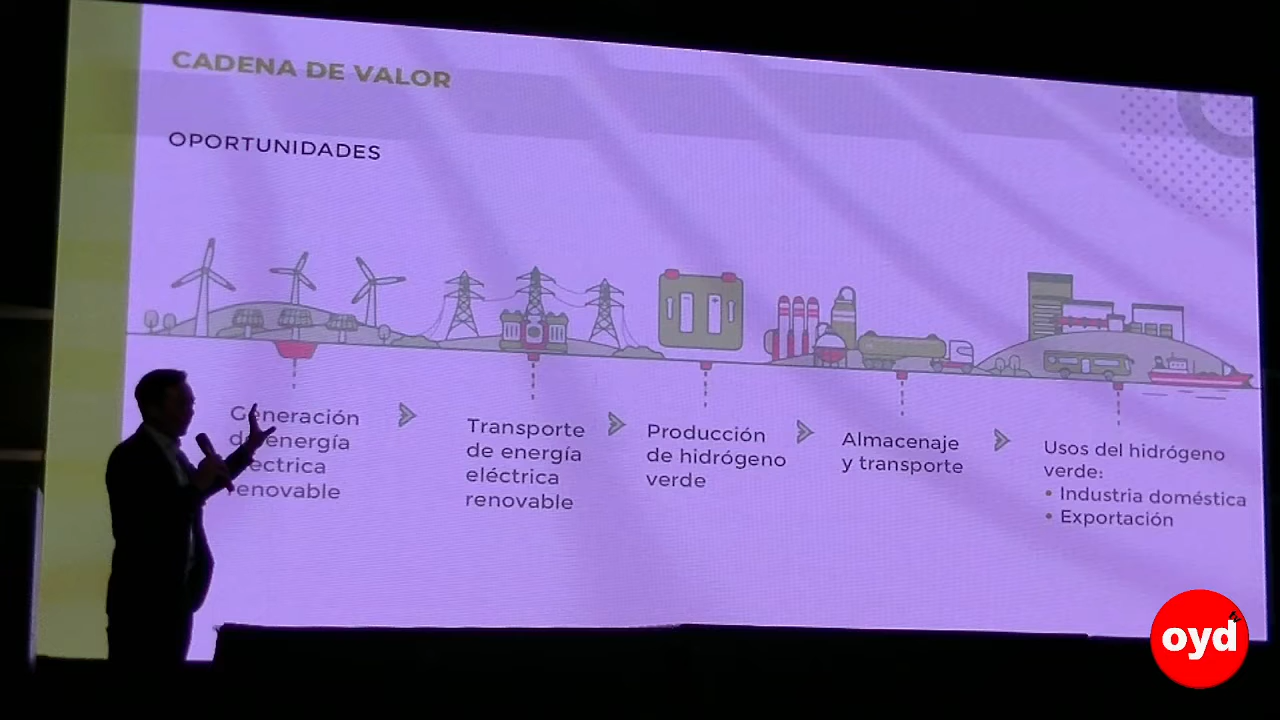 CADENA DE VALOR
OPORTUNIDADES
Generación
de energía
eléctrica
renovable
Transporte
de energía
eléctrica
renovable
Producción
de hidrógeno
verde
Almacenaje
y transporte
Usos del hidrógeno
verde:
• Industria doméstica
• Exportación
oyd